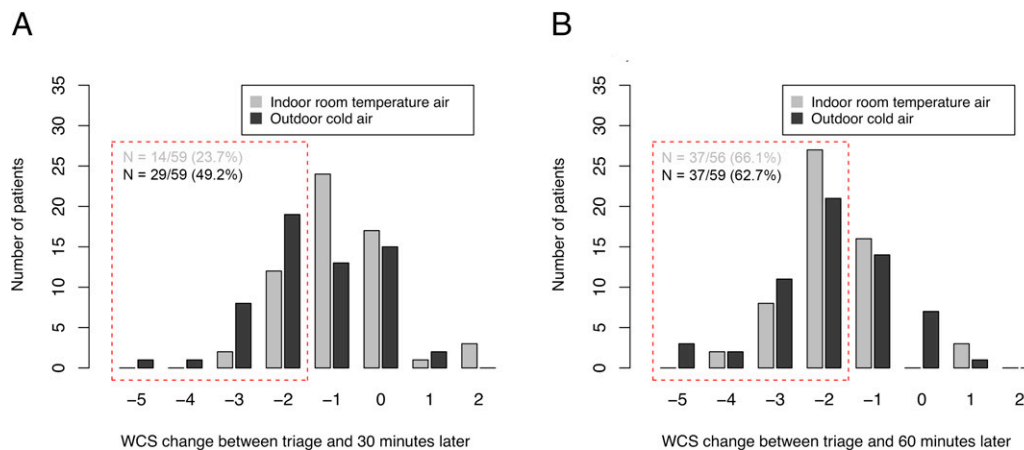 A
35
30
25
20
15
10
5
0
Number of patients
Indoor room temperature air
Outdoor cold air
N = 14/59 (23.7%)
N = 29/59 (49.2%)
−5 −4 −3 −2 −1 0 1 2
WCS change between triage and 30 minutes later
B
35
30
25
20
15
10
5
0
Number of patients
Indoor room temperature air
Outdoor cold air
N = 37/56 (66.1%)
N = 37/59 (62.7%)
−5 −4 −3 −2 −1 0 1 2
WCS change between triage and 60 minutes later